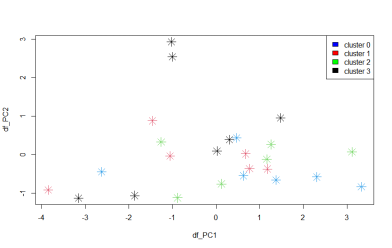 cluster 0
cluster 1
cluster 2
cluster 3
3
2
1
0
-1
df_PC2
-4
-3
-2
-1
0
1
2
3
df_PC1